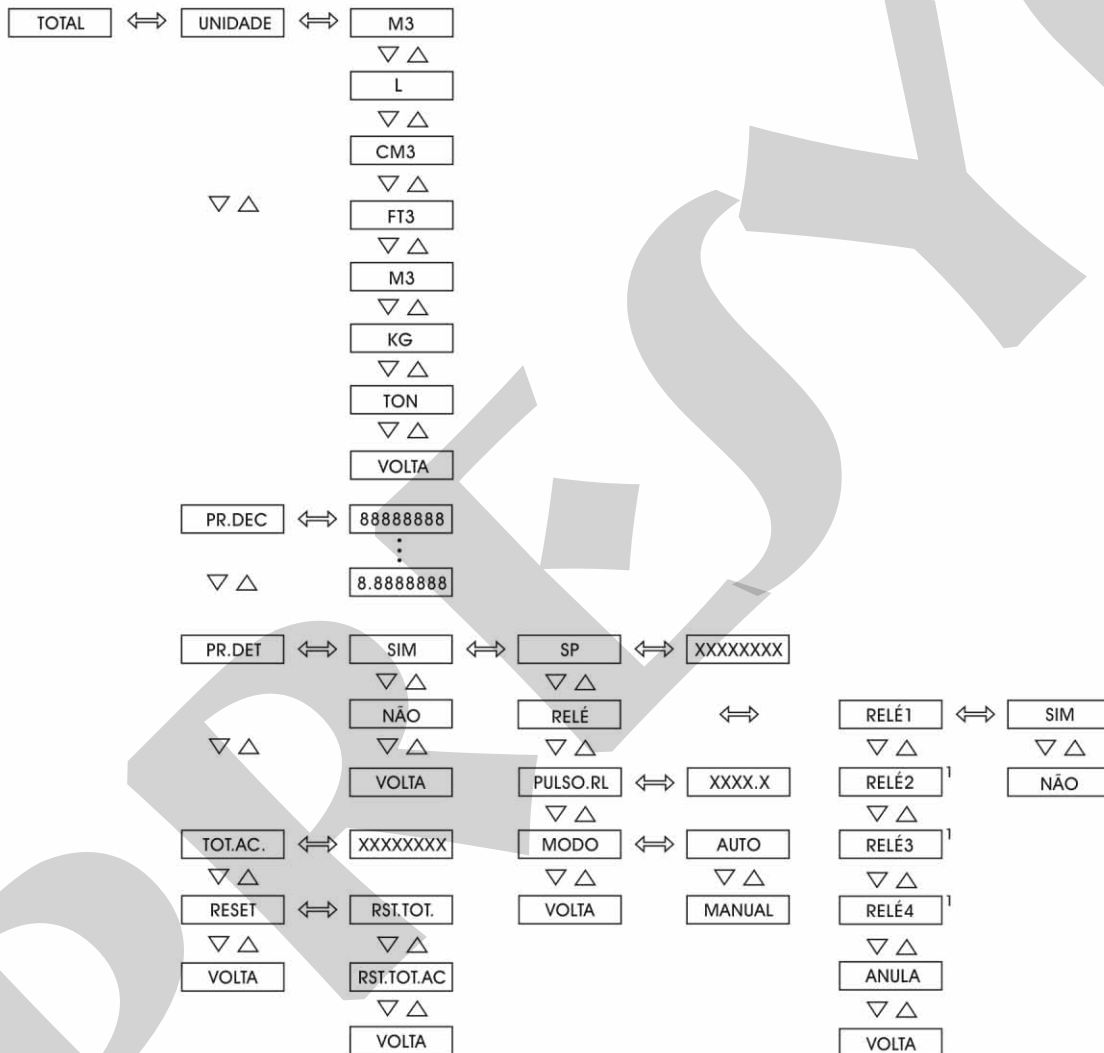 TOTAL UNIDADE M3
L
CM3
FT3
M3
KG
TON
VOLTA
PR.DEC 88888888
8.8888888
PR.DET SIM SP XXXXXXXX
NÃO RELÉ RELÉ1 SIM
VOLTA PULSO.RL XXXX.X RELÉ2 1 NÃO
TOT.AC. XXXXXXXX MODO AUTO RELÉ3 1
RESET RST.TOT. VOLTA MANUAL RELÉ4 1
VOLTA RST.TOT.AC ANULA
VOLTA VOLTA
PRESYS